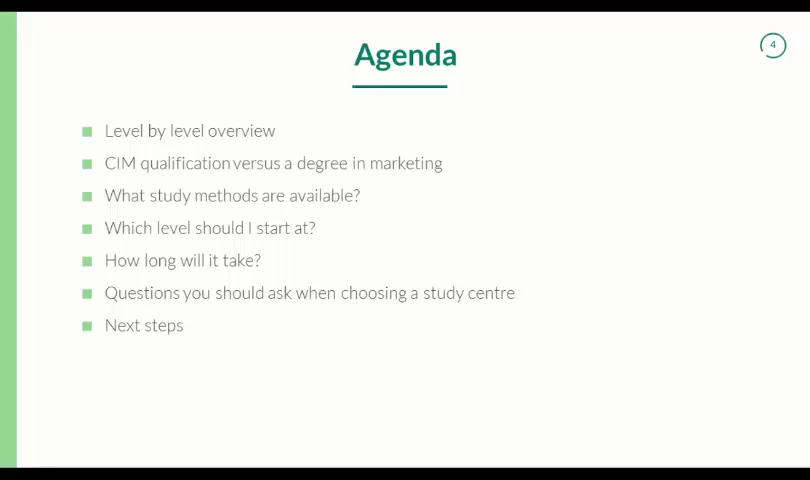 Agenda
4
Level by level overview
CIM qualification versus a degree in marketing
What study methods are available?
Which level should I start at?
How long will it take?
Questions you should ask when choosing a study centre
Next steps